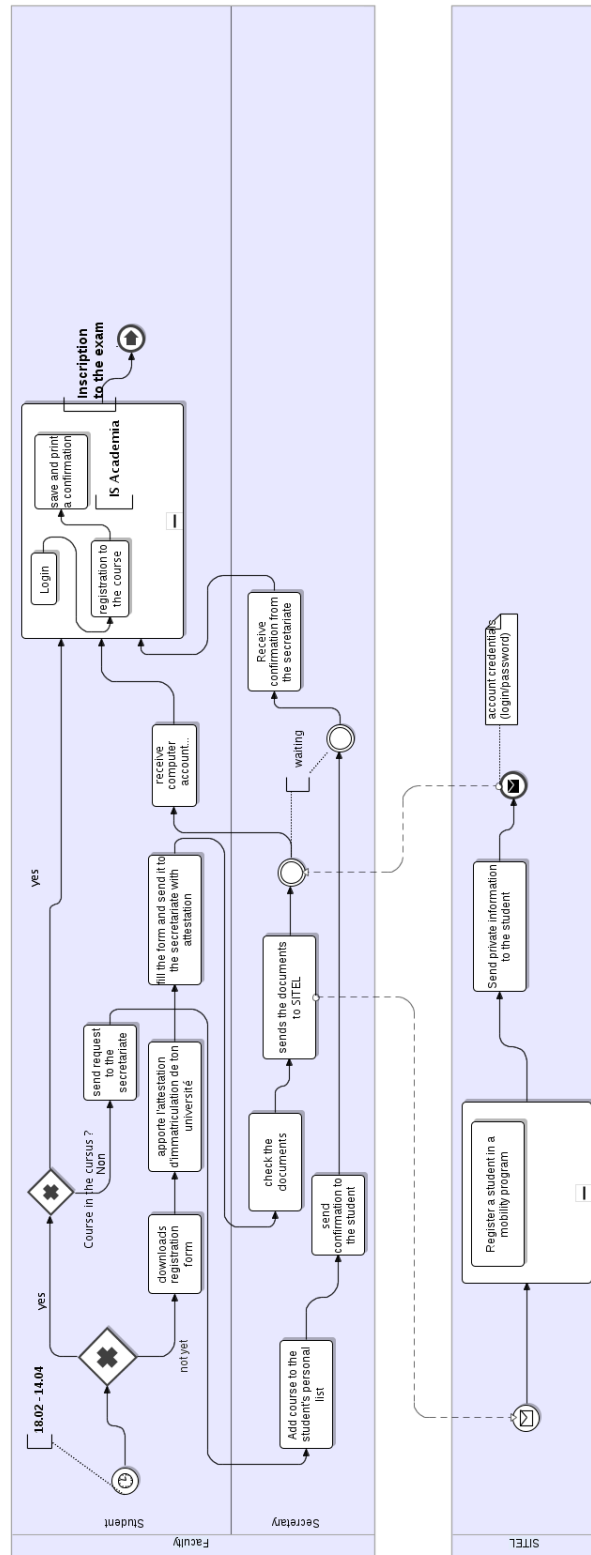 Faculty
Student
Secretary
SITEL
18.02 - 14.04
yes
not yet
Course in the cursus ?
Non
yes
downloads
registration
form
apporte l'attestation
d'immatriculation de ton
université
send request
to the
secretariate
fill the form and send it to
the secretariate with
attestation
receive
computer
account...
Login
registration to
the course
save and print
a confirmation
IS Academia
Inscription
to the exam
Add course to the
student's personal
list
send
confirmation to
the student
check the
documents
sends the documents
to SITEL
waiting
Receive
confirmation from
the secretariate
Register a student in a
mobility program
Send private information
to the student
account credentials
(login/password)